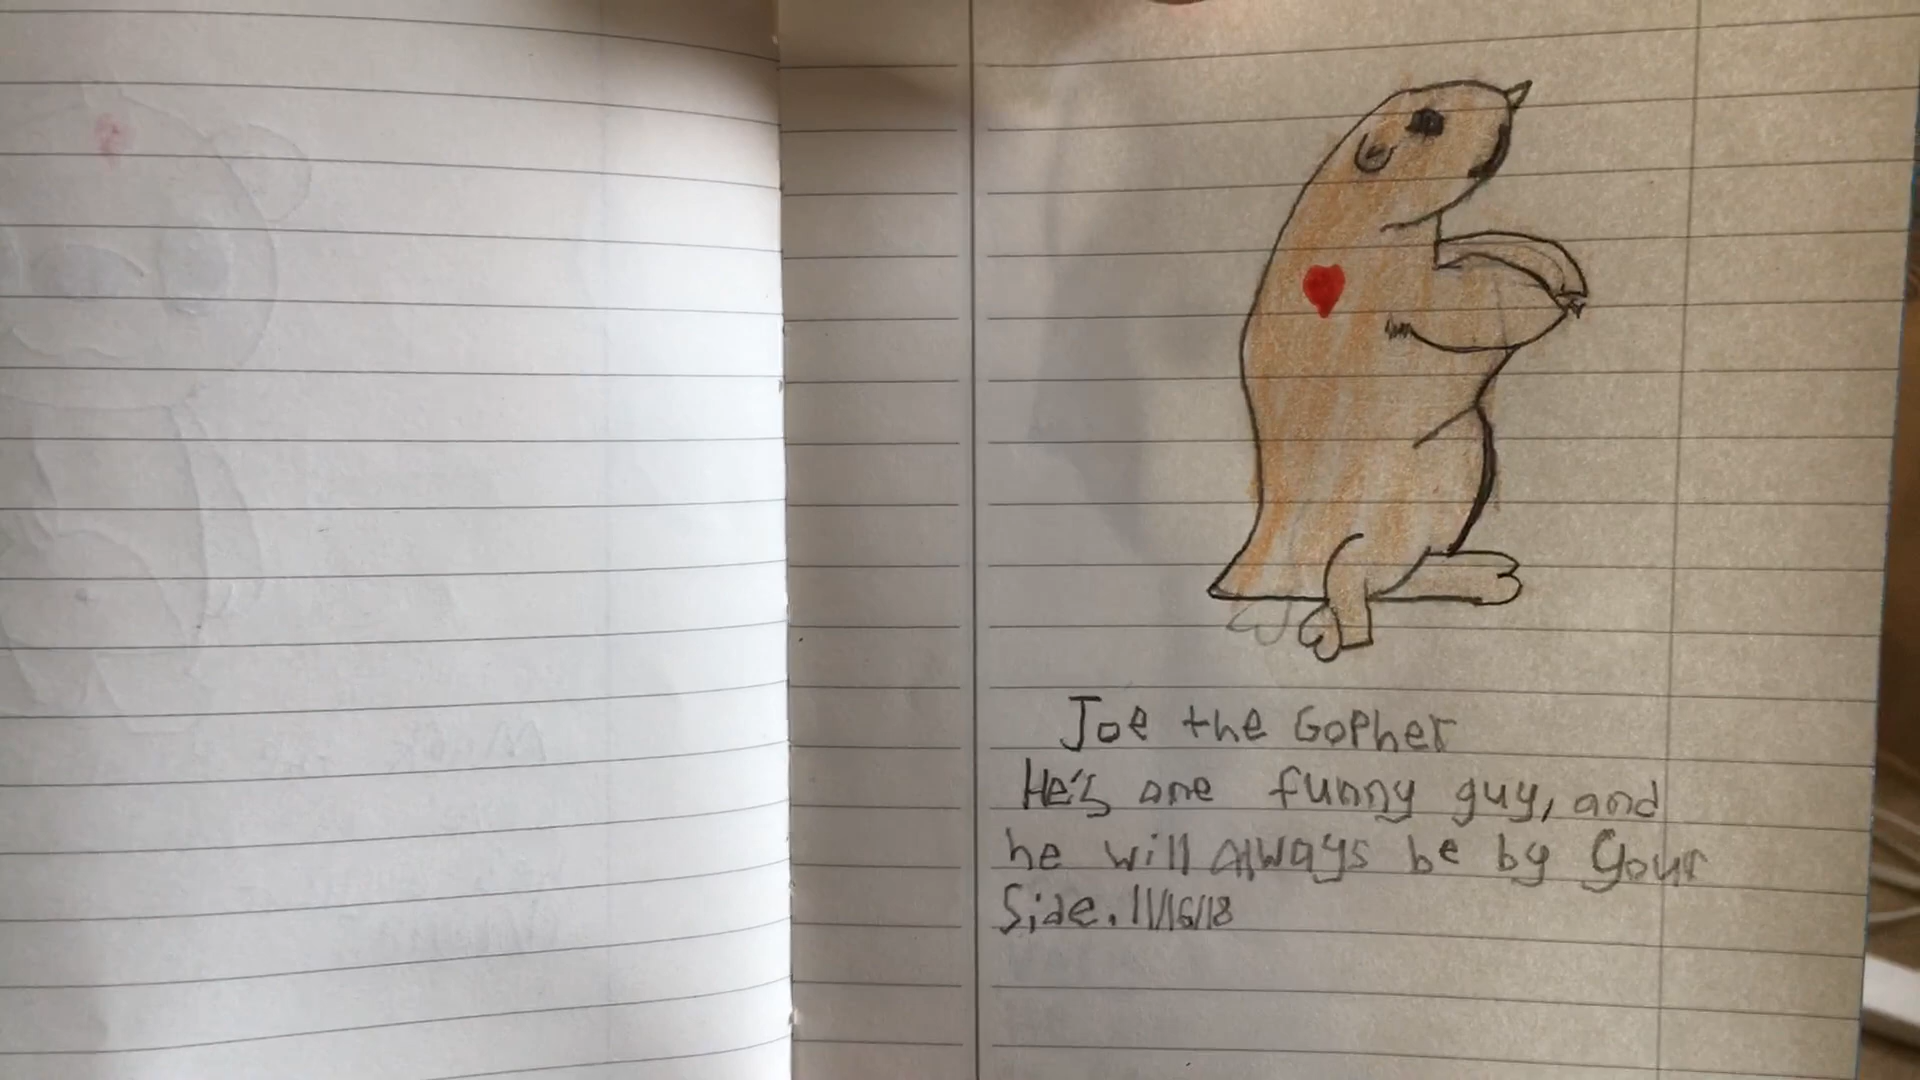 Joe the Gopher
He's one funny guy, and
he will always be by your
Side. 11/16/18